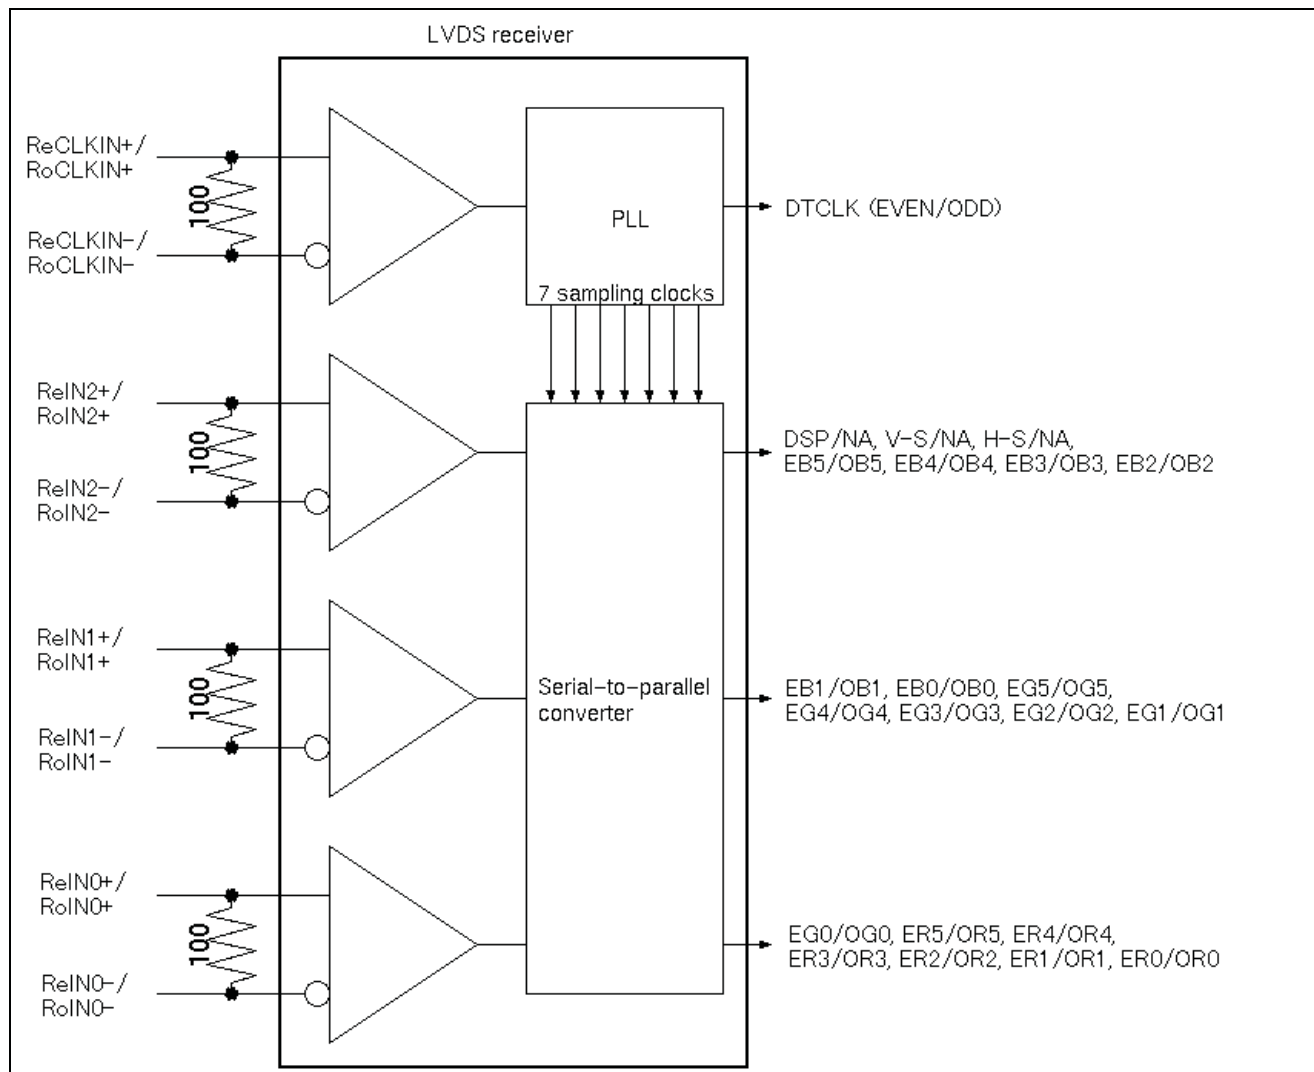 LVDS receiver
ReCLKIN+/
RoCLKIN+
100
ReCLKIN-/
RoCLKIN-
PLL
7 sampling clocks
DTCLK (EVEN/ODD)
ReIN2+/
RoIN2+
100
ReIN2-/
RoIN2-
DSP/NA, V-S/NA, H-S/NA,
EB5/OB5, EB4/OB4, EB3/OB3, EB2/OB2
ReIN1+/
RoIN1+
100
ReIN1-/
RoIN1-
Serial-to-parallel
converter
EB1/OB1, EB0/OB0, EG5/OG5,
EG4/OG4, EG3/OG3, EG2/OG2, EG1/OG1
ReIN0+/
RoIN0+
100
ReIN0-/
RoIN0-
EG0/OG0, ER5/OR5, ER4/OR4,
ER3/OR3, ER2/OR2, ER1/OR1, ER0/OR0